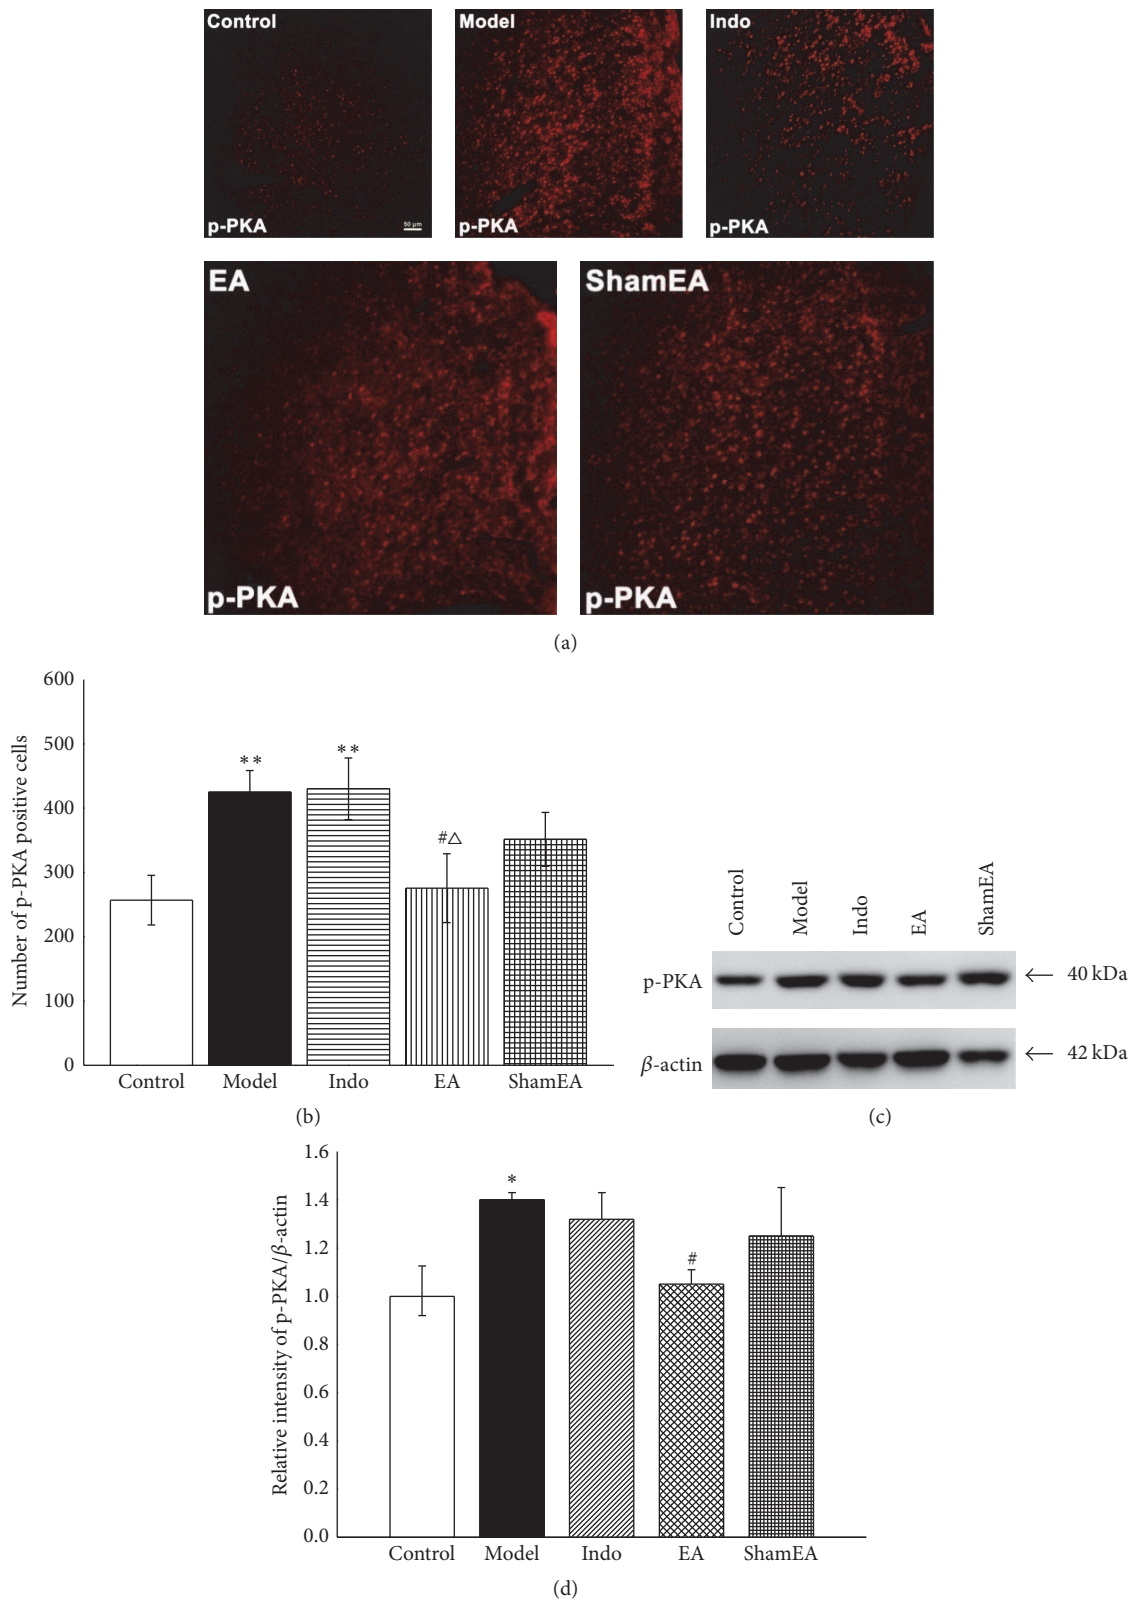 Control
Model
Indo
p-PKA
50 μm
p-PKA
p-PKA
EA
ShamEA
p-PKA
p-PKA
(a)
Number of p-PKA positive cells
600
500
400
300
200
100
0
**
**
#△
Control
Model
Indo
EA
ShamEA
(b)
Control
Model
Indo
EA
ShamEA
p-PKA
← 40 kDa
β-actin
← 42 kDa
(c)
Relative intensity of p-PKA/β-actin
1.6
1.4
1.2
1.0
0.8
0.6
0.4
0.2
0.0
*
#
Control
Model
Indo
EA
ShamEA
(d)